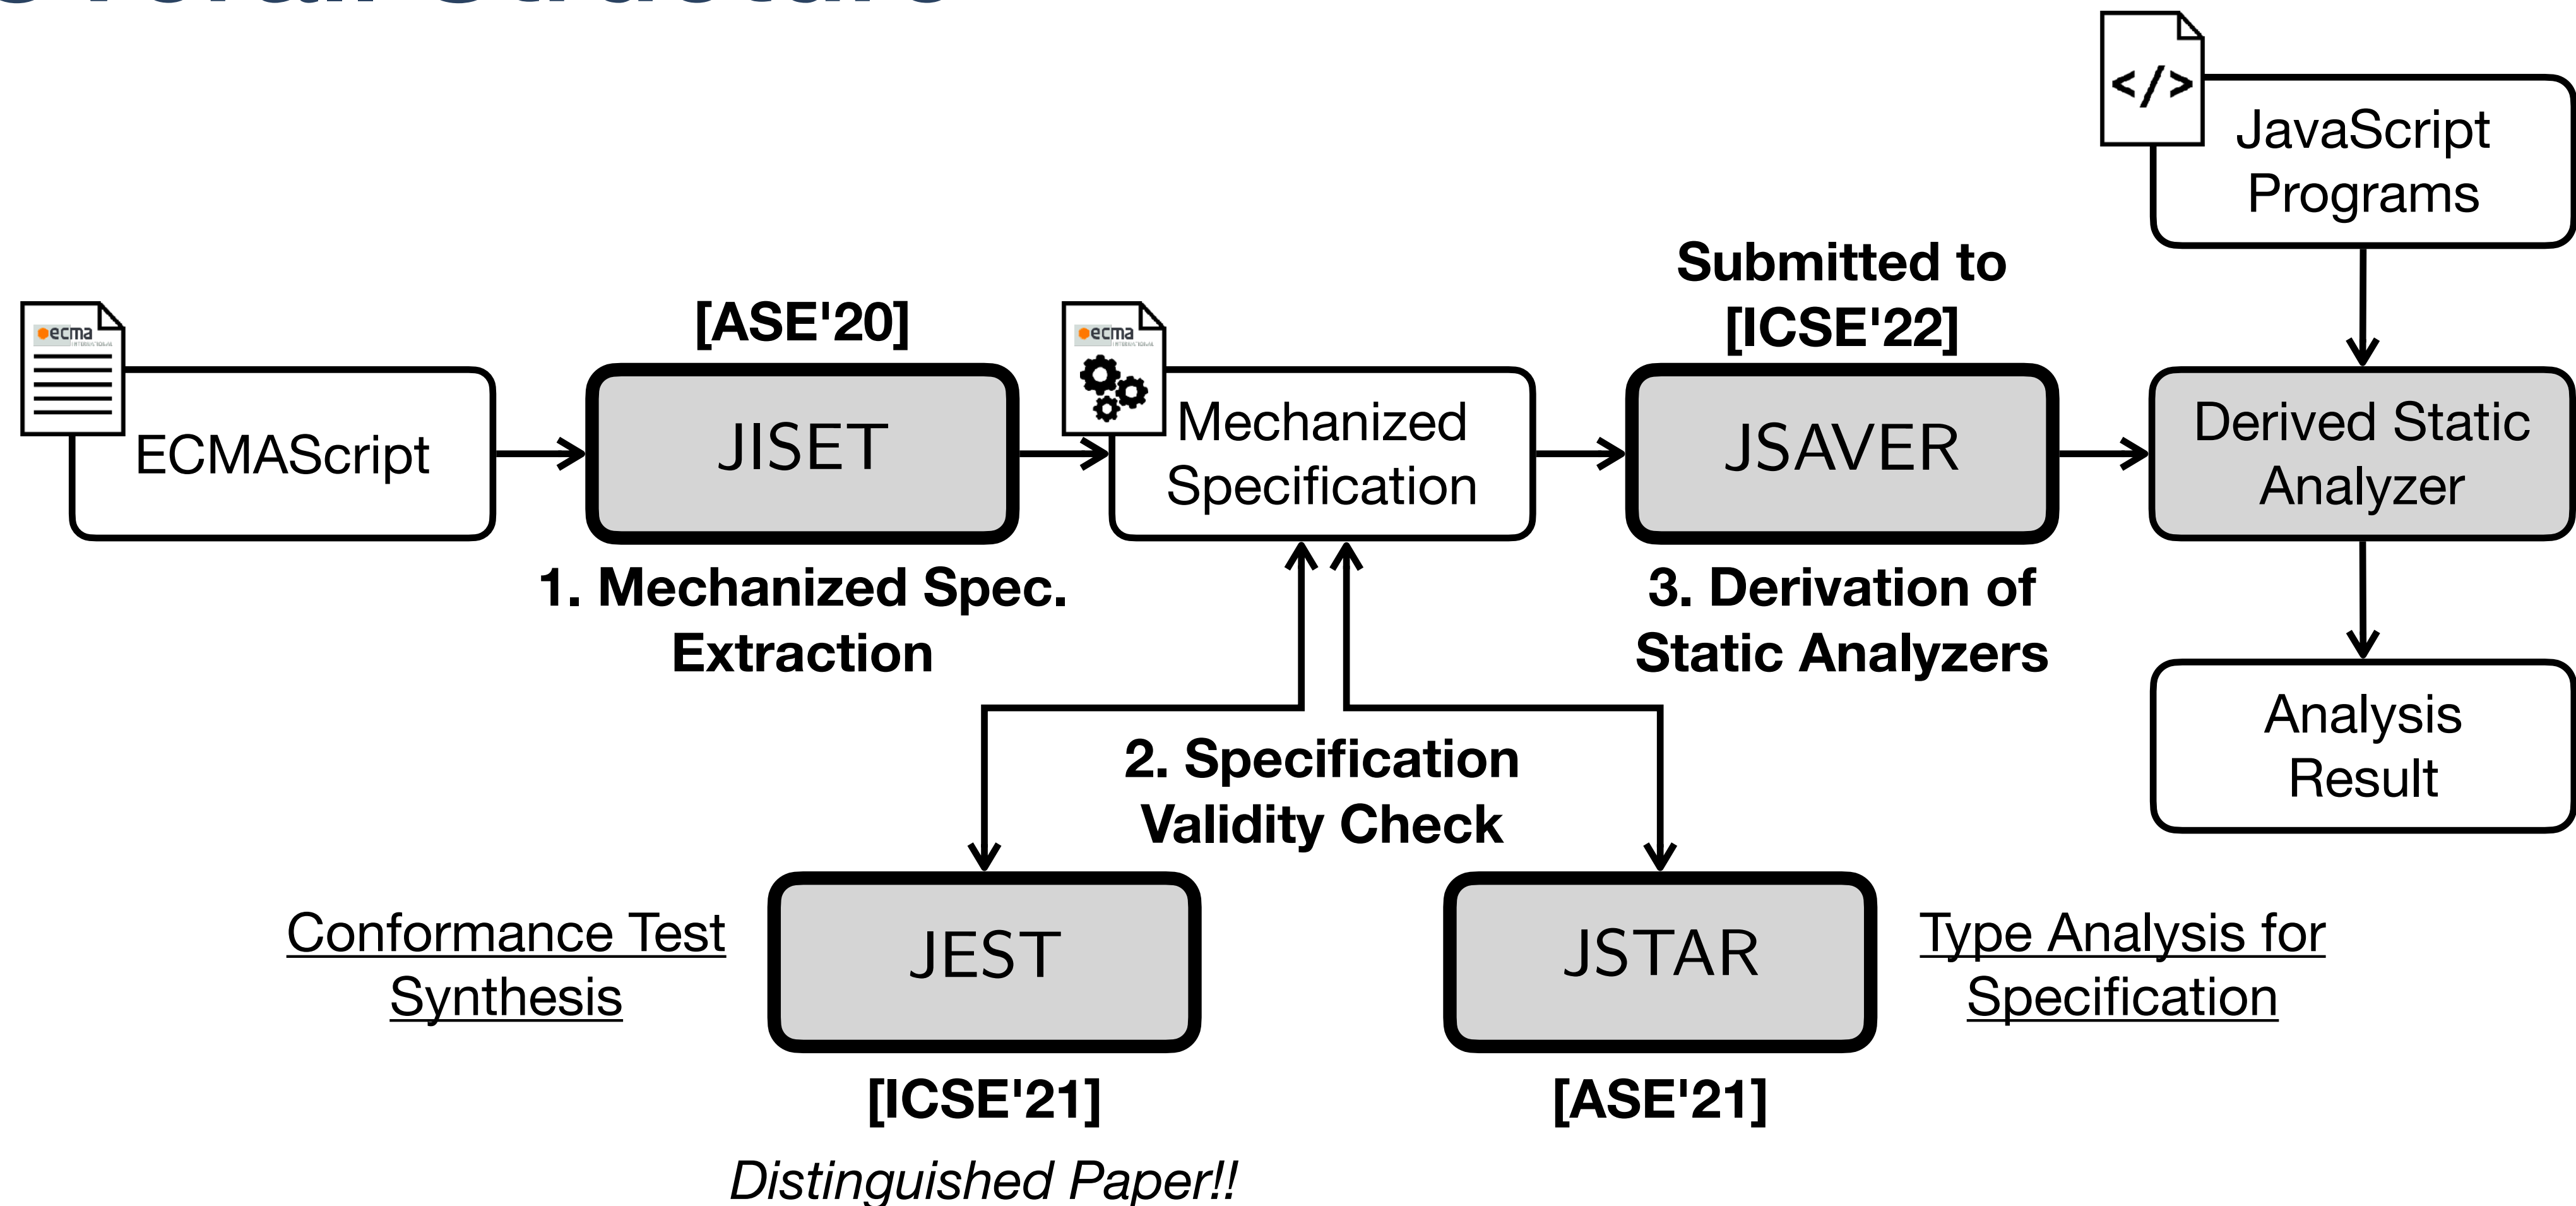 </>
JavaScript
Programs
Submitted to
[ICSE'22]
[ASE'20]
ecma
ecma
ECMAScript
JISET
Mechanized
Specification
JSAVER
Derived Static
Analyzer
1. Mechanized Spec.
Extraction
3. Derivation of
Static Analyzers
2. Specification
Validity Check
Analysis
Result
Conformance Test
Synthesis
JEST
JSTAR
Type Analysis for
Specification
[ICSE'21]
[ASE'21]
Distinguished Paper!!